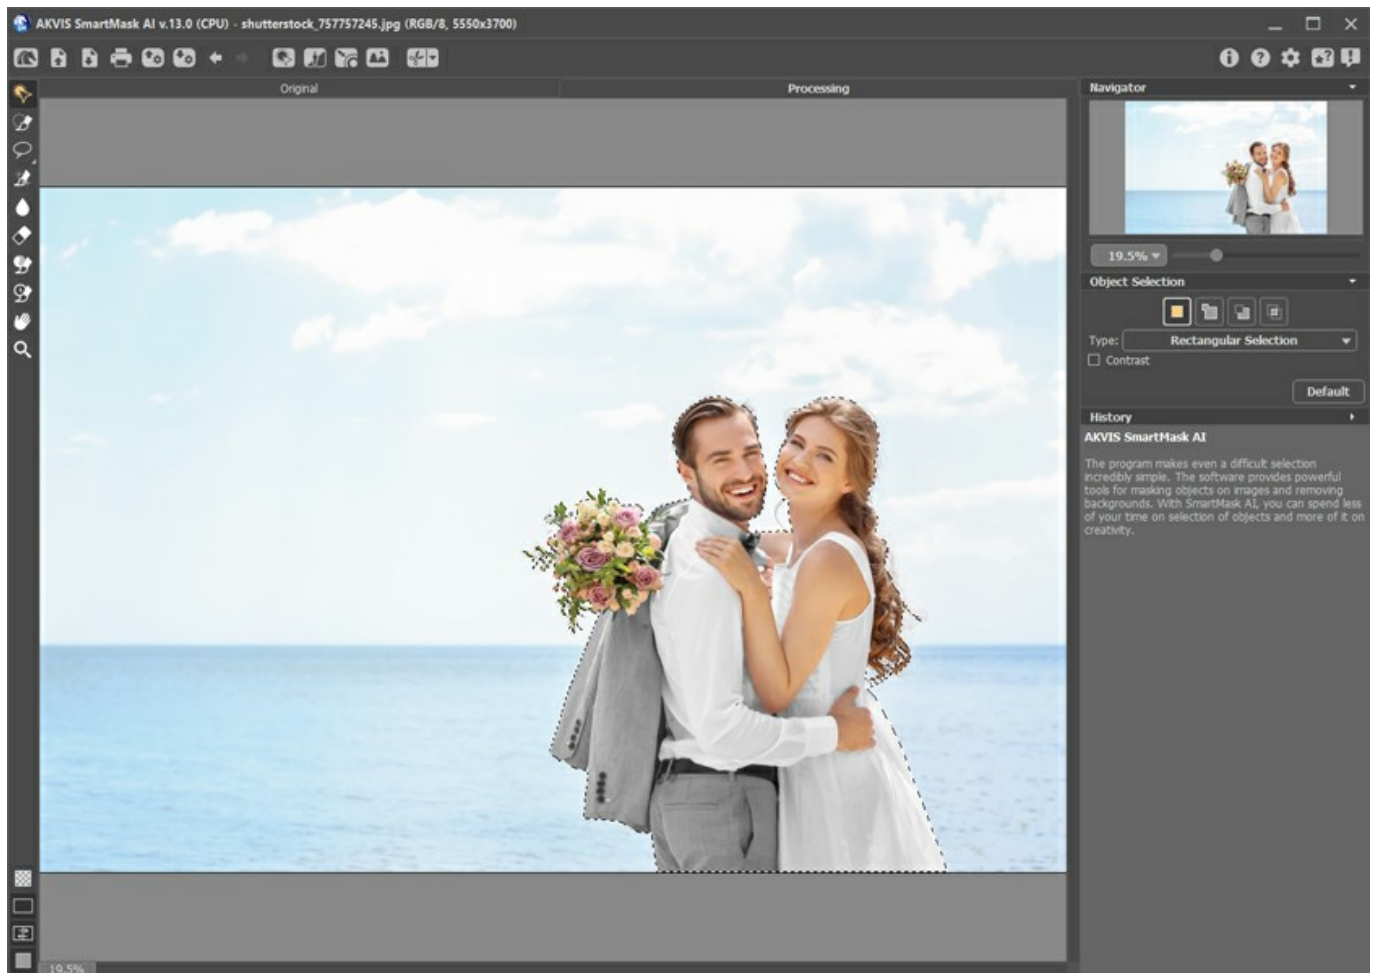 AKVIS SmartMask AI v.13.0 (CPU) - shutterstock_757757245.jpg (RGB/8, 5550x3700)
Original
Processing
Navigator
19.5%
Object Selection
Type: Rectangular Selection
Contrast
Default
History
AKVIS SmartMask AI
The program makes even a difficult selection
incredibly simple. The software provides powerful
tools for masking objects on images and removing
backgrounds. With SmartMask AI, you can spend less
of your time on selection of objects and more of it on
creativity.
19.5%